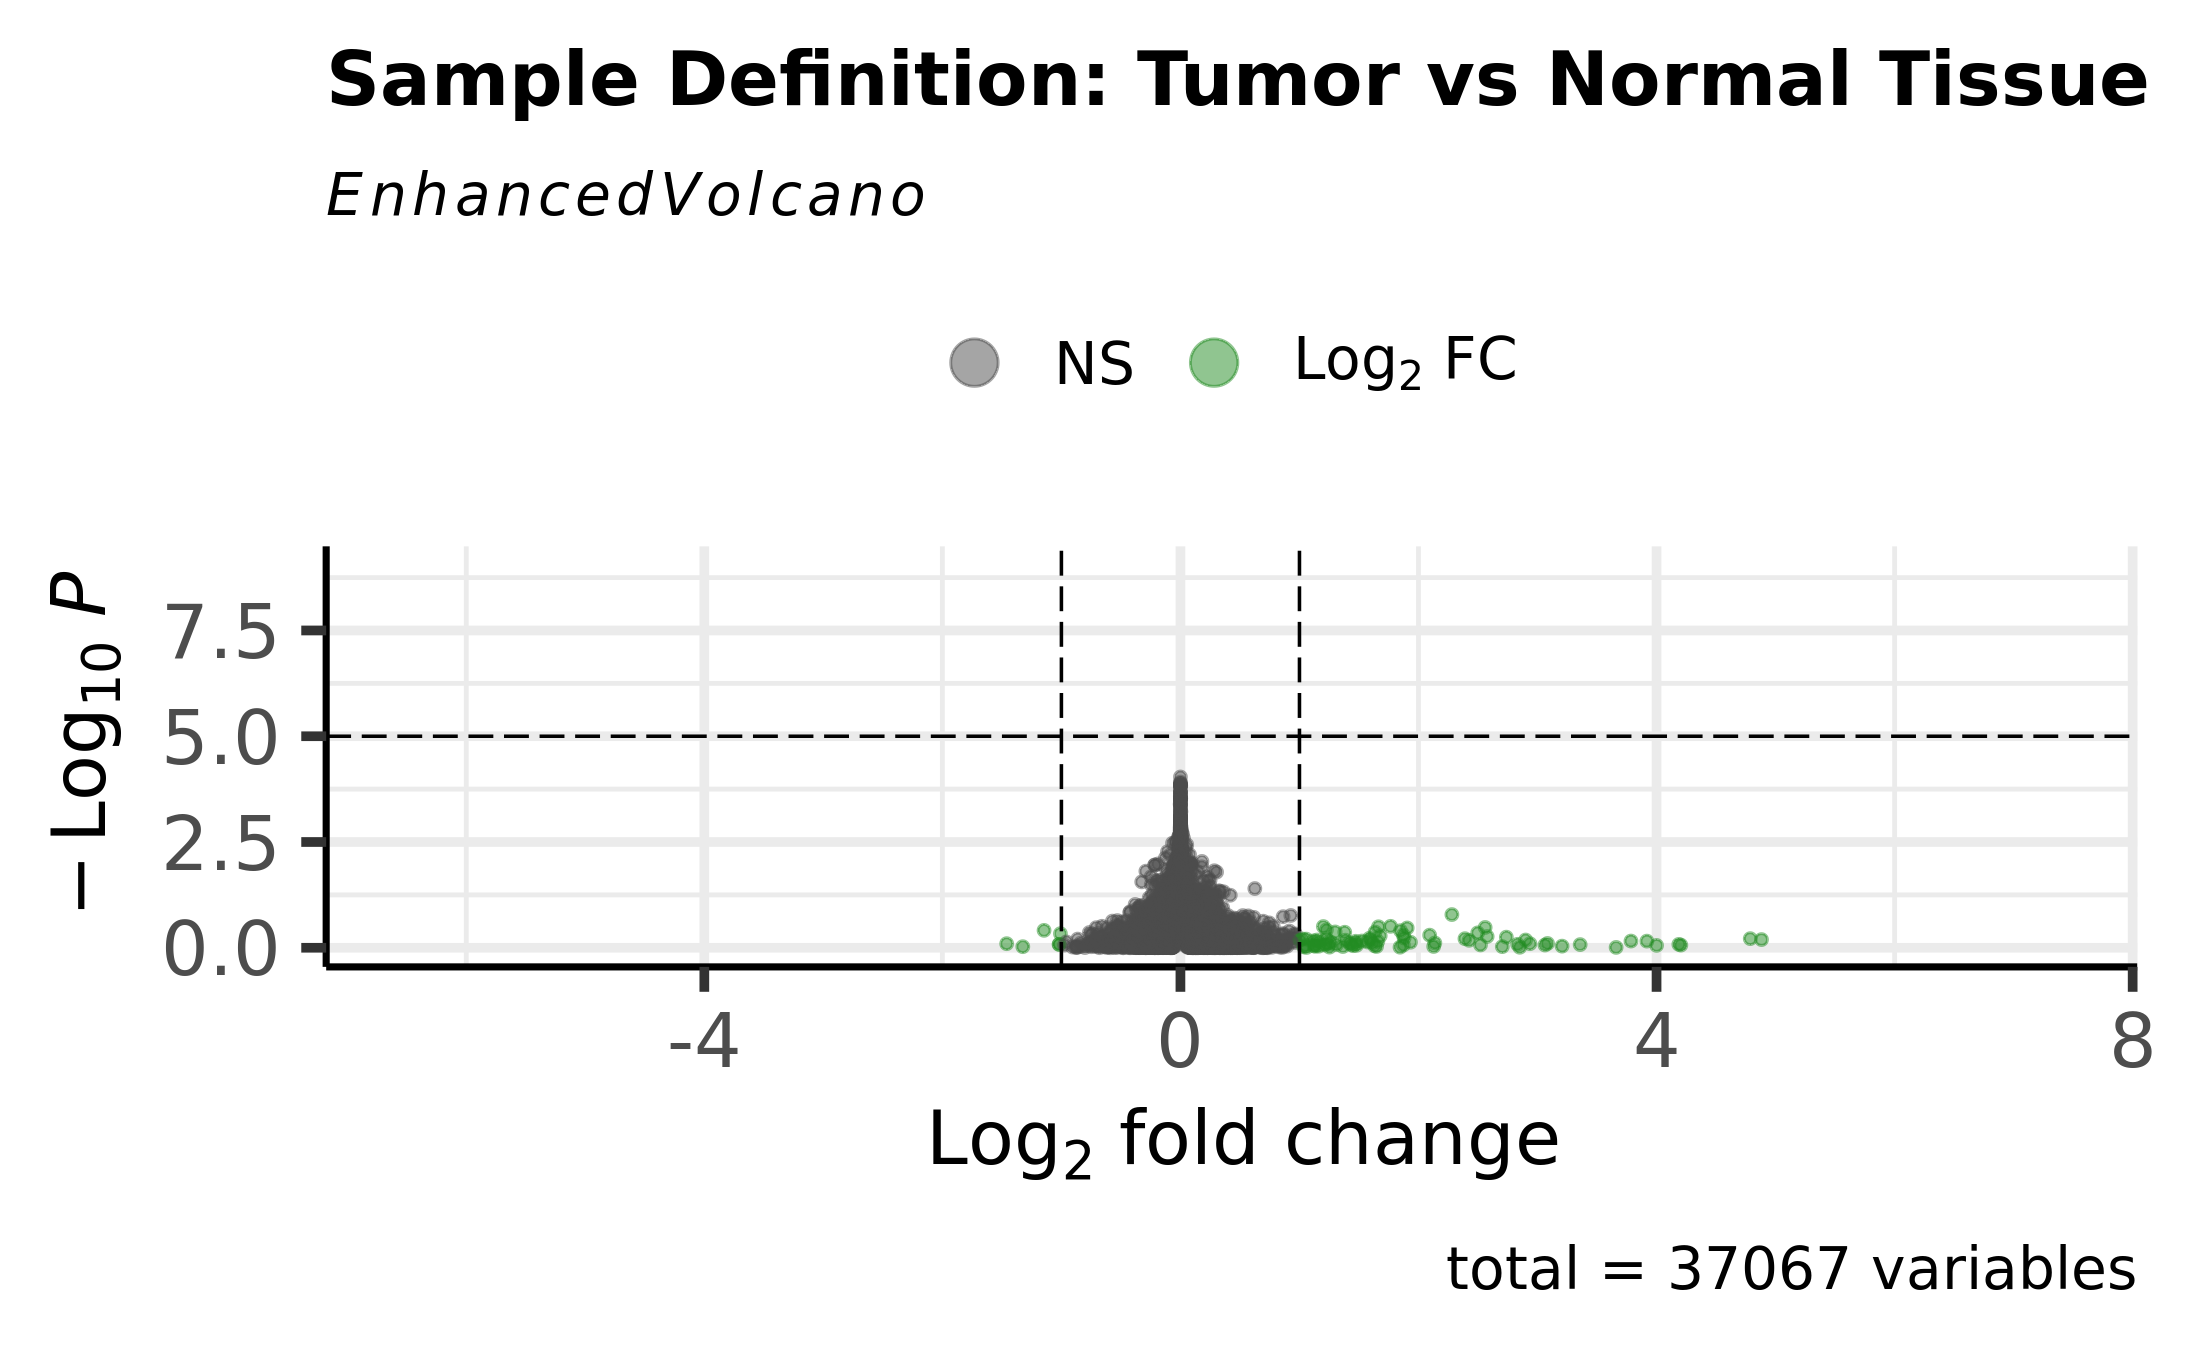 Sample Definition: Tumor vs Normal Tissue
EnhancedVolcano
NS
Log₂ FC
− Log₁₀ P
7.5
5.0
2.5
0.0
-4
0
4
8
Log₂ fold change
total = 37067 variables